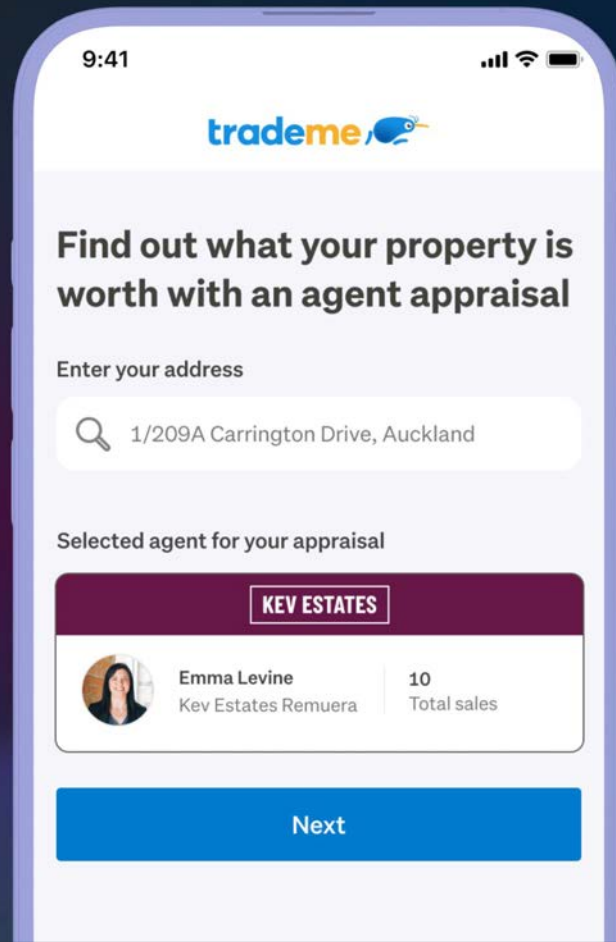 9:41
trademe
Find out what your property is
worth with an agent appraisal
Enter your address
1/209A Carrington Drive, Auckland
Selected agent for your appraisal
KEV ESTATES
Emma Levine
Kev Estates Remuera
10
Total sales
Next